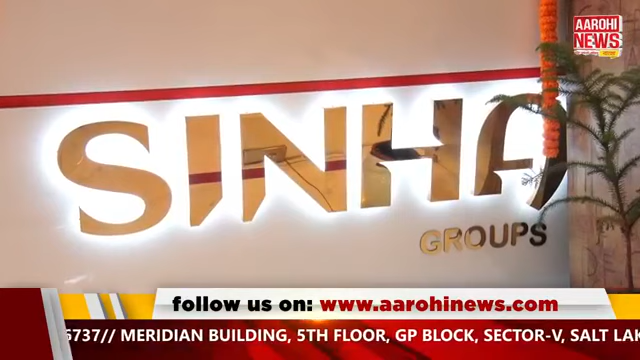 AAROHI
NEWS
SINHA
GROUPS
follow us on: www.aarohinews.com
5737// MERIDIAN BUILDING, 5TH FLOOR, GP BLOCK, SECTOR-V, SALT LAK